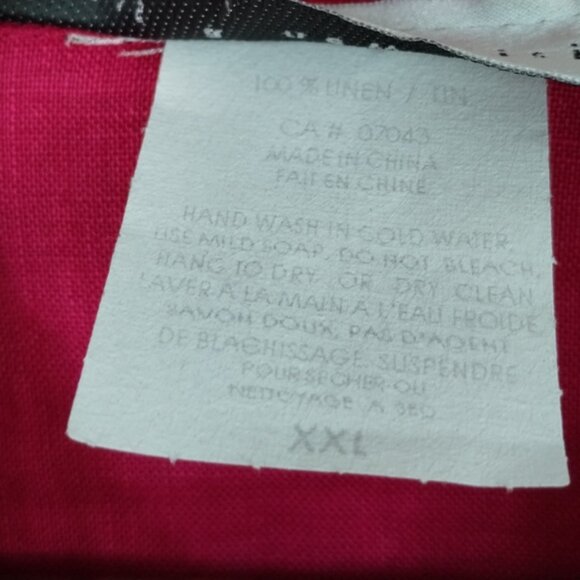 100 % LINEN / LIN
CA# 07043
MADE IN CHINA
FAIT EN CHINE
HAND WASH IN COLD WATER,
USE MILD SOAP, DO NOT BLEACH,
HANG TO DRY OR DRY CLEAN
LAVER A LA MAIN A L'EAU FROIDE
SAVON DOUX, PAS D'AGENT
DE BLAGHISSAGE, SUSPENDRE
POUR SECHER OU
NETTOYAGE A SEC
XXL